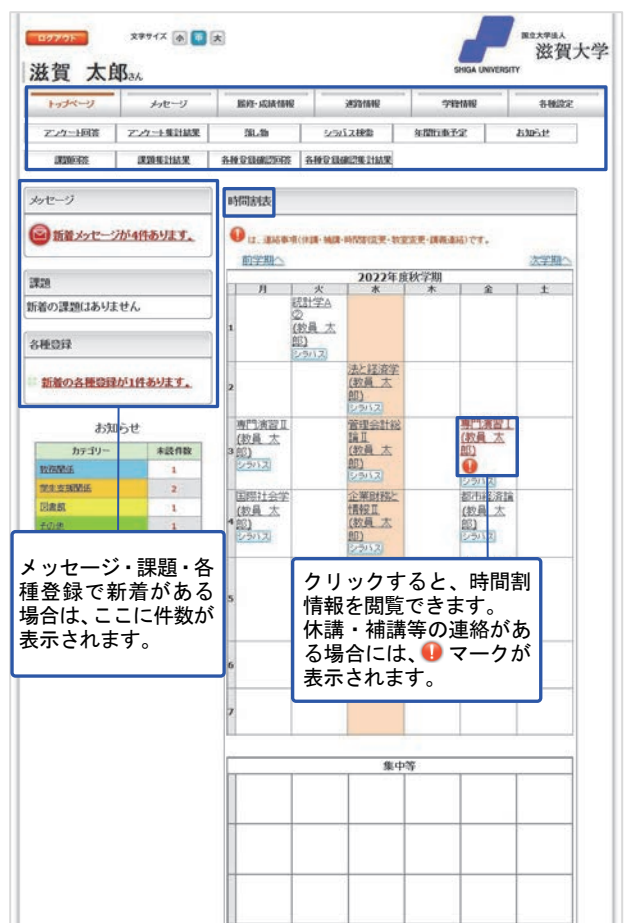 ログアウト 文字サイズ 小 中 大
国立大学法人
滋賀大学
SHIGA UNIVERSITY
滋賀 太郎さん
トップページ メッセージ 履修・成績情報 進路情報 学籍情報 各種設定
アンケート回答 アンケート集計結果 貸し物 シラバス検索 年間行事予定 お知らせ
課題回答 課題集計結果 各種登録確認回答 各種登録確認集計結果
メッセージ
新着メッセージが4件あります。
課題
新着の課題はありません
各種登録
新着の各種登録が1件あります。
お知らせ
カテゴリー 未読件数
教務関係 1
学生支援関係 2
図書館 1
その他 1
メッセージ・課題・各
種登録で新着がある
場合は、ここに件数が
表示されます。
時間割表
は、連絡事項(休講・補講・時間割変更・教室変更・講義連絡)です。
前学期へ 次学期へ
2022年度秋学期
月 火 水 木 金 土
1
統計学A
②
(教員 太
郎)
シラバス
2
法と経済学
(教員 太
郎)
シラバス
3
専門演習Ⅱ
(教員 太
郎)
シラバス
管理会計総
論Ⅱ
(教員 太
郎)
シラバス
専門演習Ⅰ
(教員 太
郎)
シラバス
4
国際社会学
(教員 太
郎)
シラバス
企業財務と
情報Ⅱ
(教員 太
郎)
シラバス
都市経済論
(教員 太
郎)
シラバス
5
6
7
クリックすると、時間割
情報を閲覧できます。
休講・補講等の連絡があ
る場合には、 マークが
表示されます。
集中等